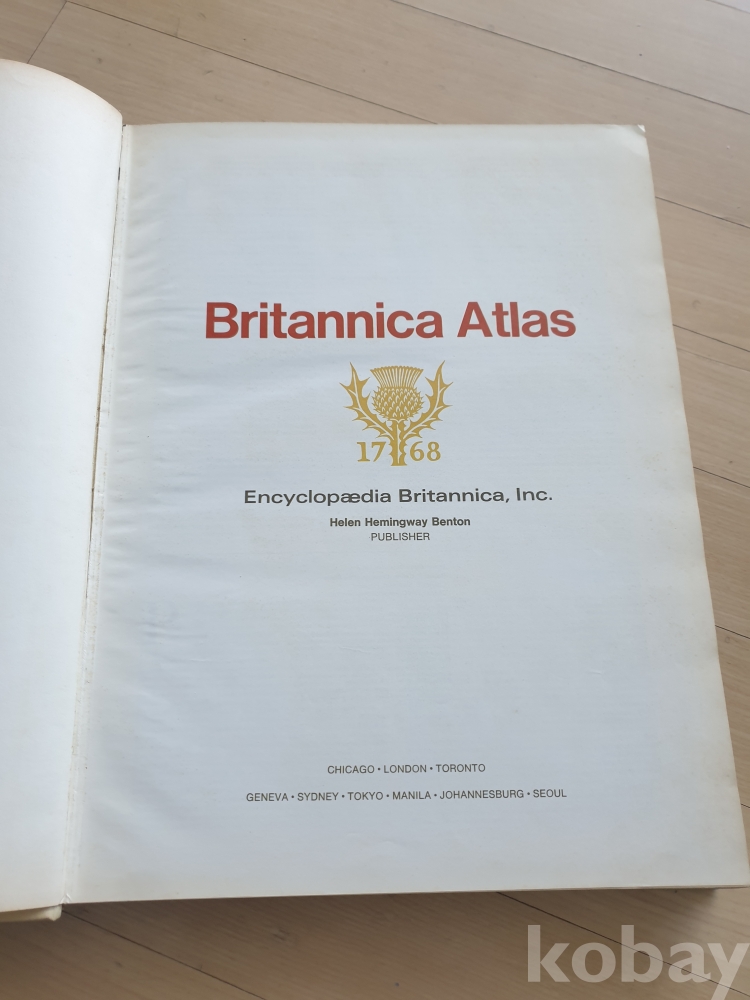 Britannica Atlas
17 68
Encyclopædia Britannica, Inc.
Helen Hemingway Benton
PUBLISHER
CHICAGO • LONDON • TORONTO
GENEVA • SYDNEY • TOKYO • MANILA • JOHANNESBURG • SEOUL
kobay